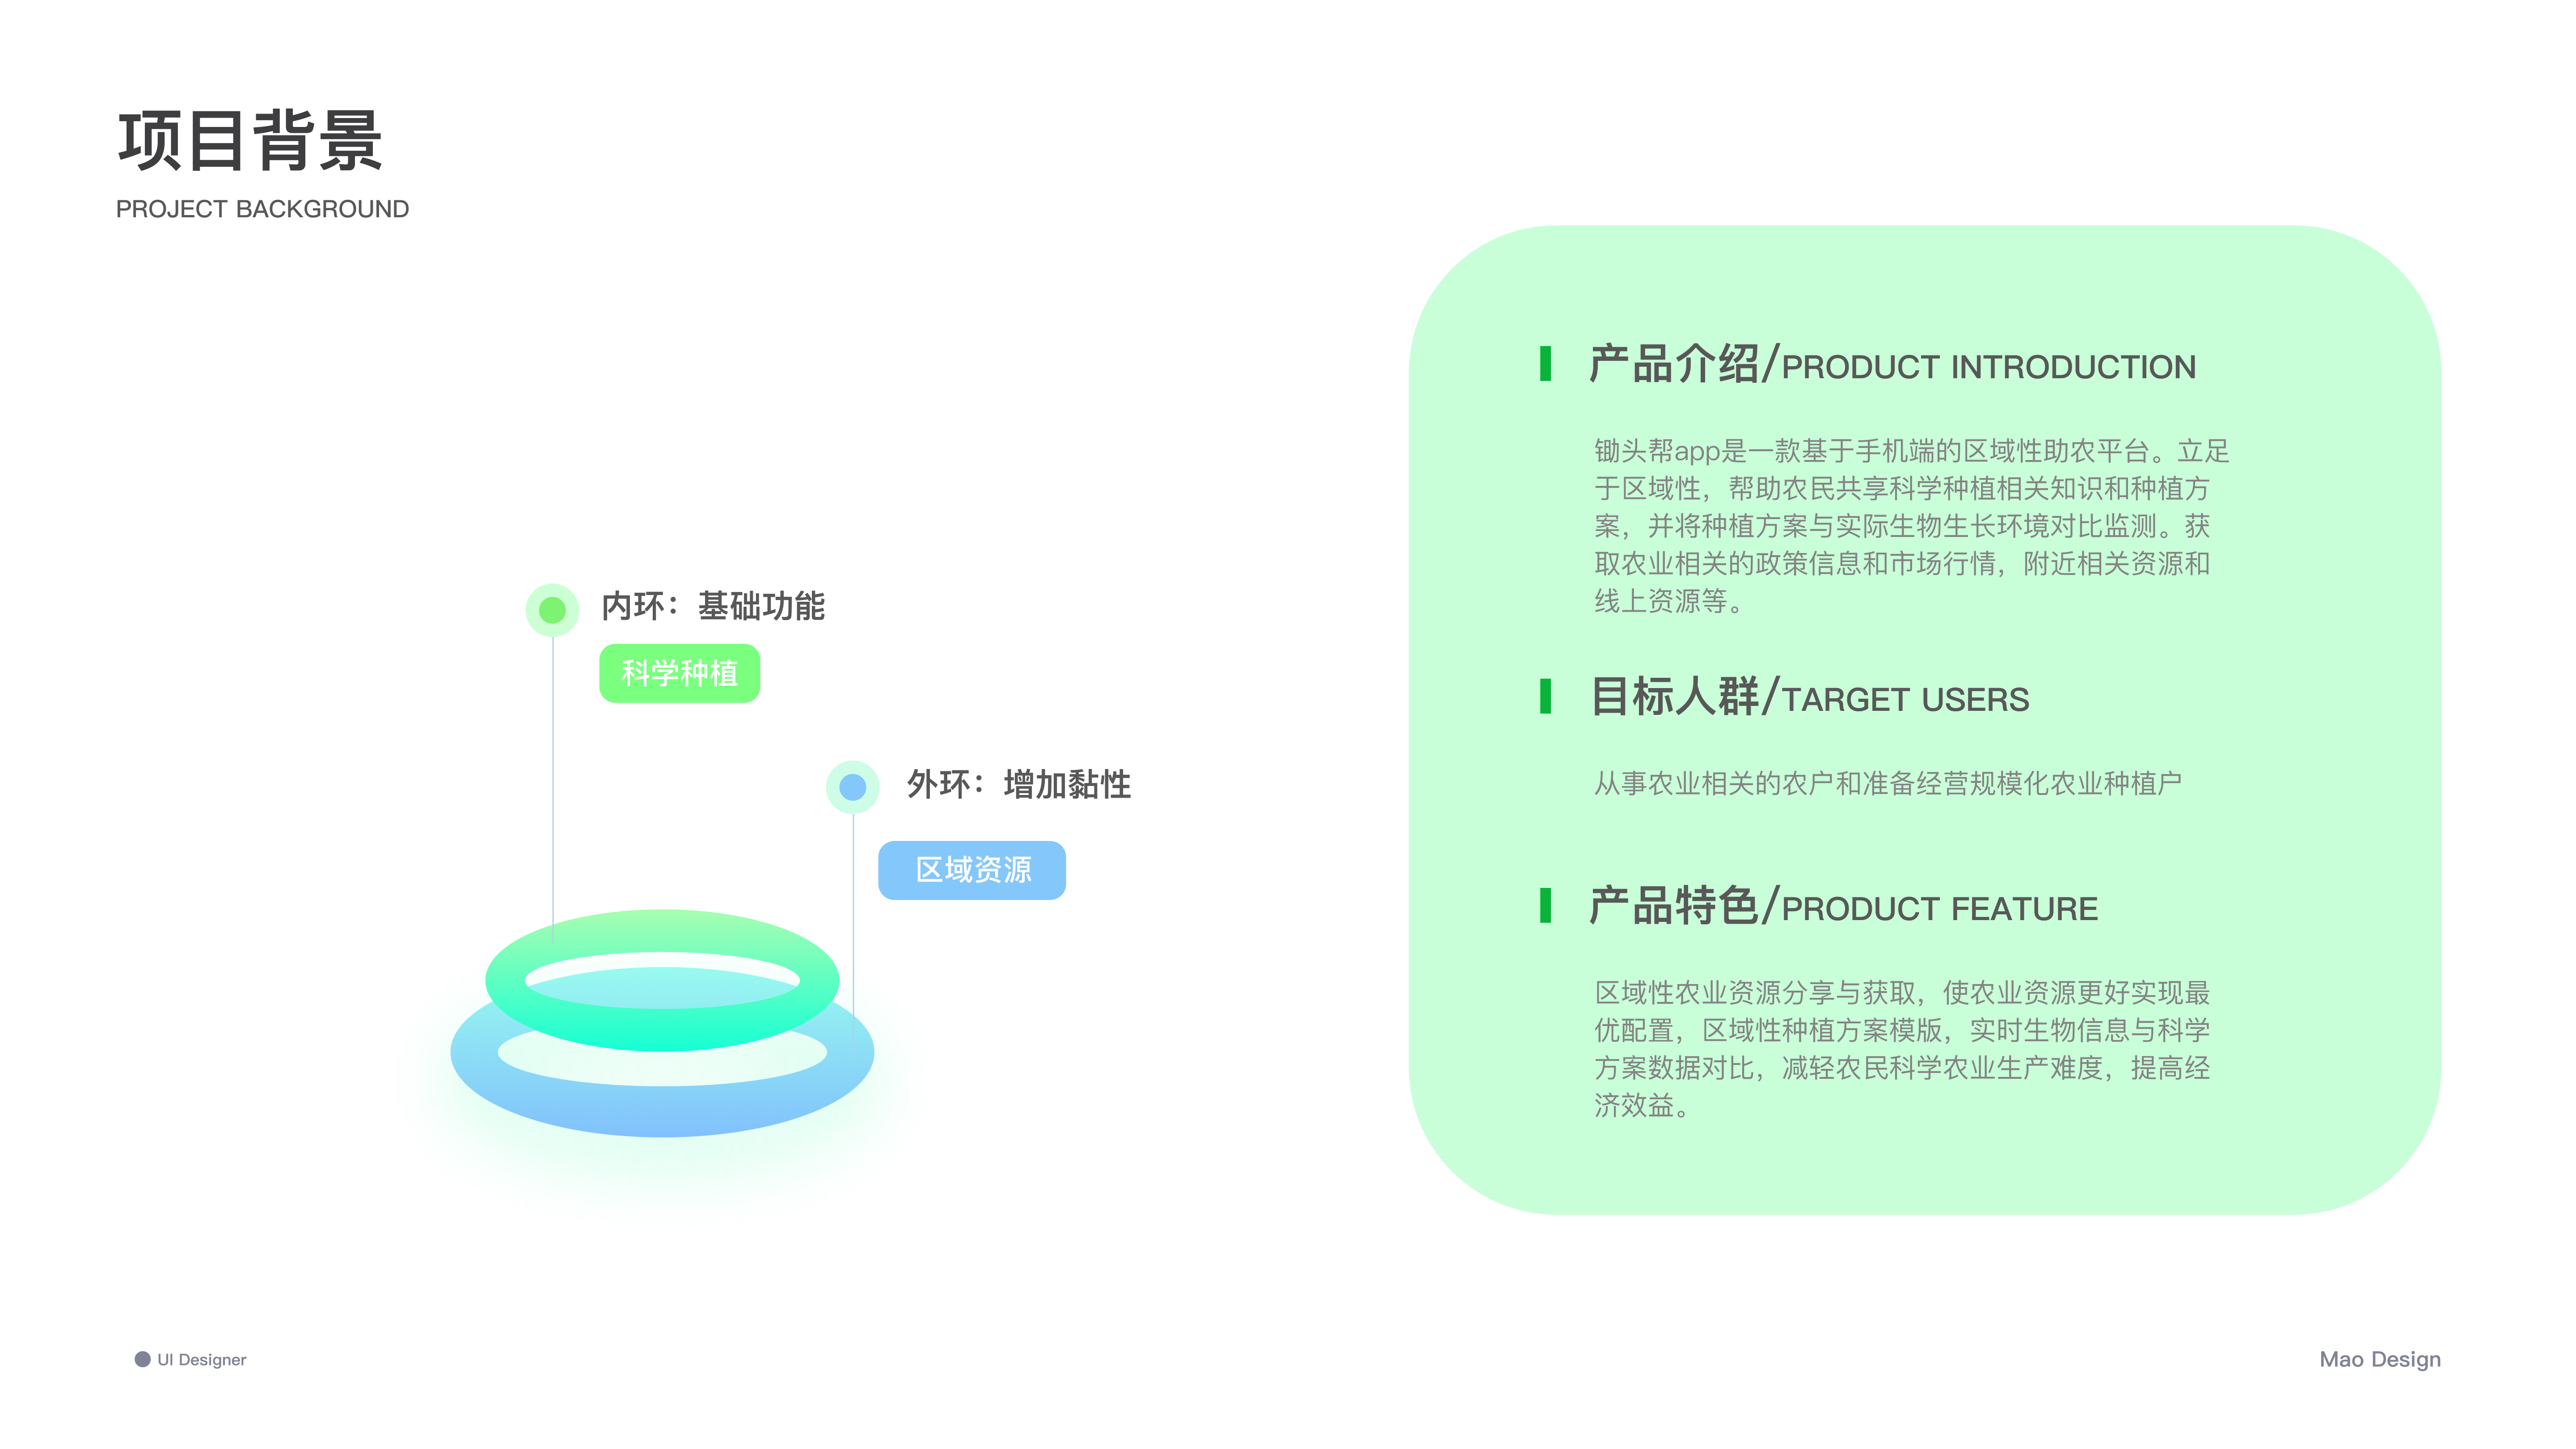 项目背景
PROJECT BACKGROUND
内环：基础功能
科学种植
外环：增加黏性
区域资源
产品介绍/PRODUCT INTRODUCTION
锄头帮app是一款基于手机端的区域性助农平台。立足
于区域性，帮助农民共享科学种植相关知识和种植方
案，并将种植方案与实际生物生长环境对比监测。获
取农业相关的政策信息和市场行情，附近相关资源和
线上资源等。
目标人群/TARGET USERS
从事农业相关的农户和准备经营规模化农业种植户
产品特色/PRODUCT FEATURE
区域性农业资源分享与获取，使农业资源更好实现最
优配置，区域性种植方案模版，实时生物信息与科学
方案数据对比，减轻农民科学农业生产难度，提高经
济效益。
UI Designer
Mao Design